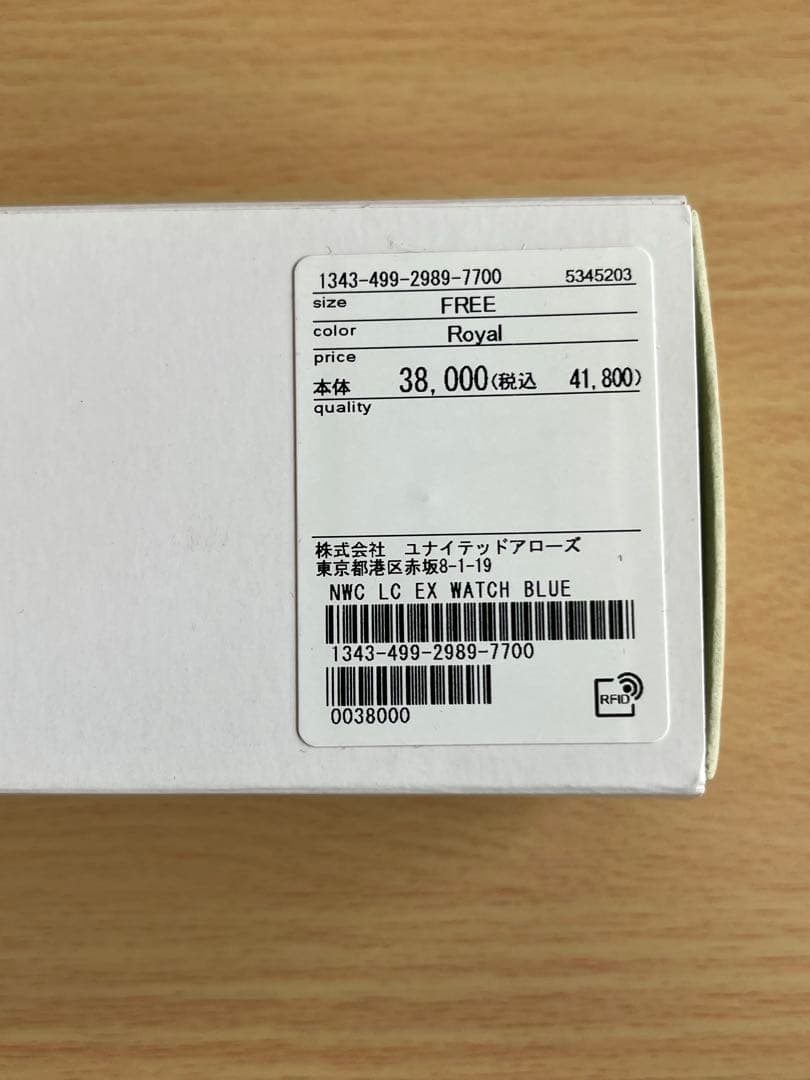 1343-499-2989-7700 5345203
size FREE
color Royal
price
本体 38,000(税込 41,800)
quality
株式会社 ユナイテッドアローズ
東京都港区赤坂8-1-19
NWC LC EX WATCH BLUE
1343-499-2989-7700
0038000
RFID